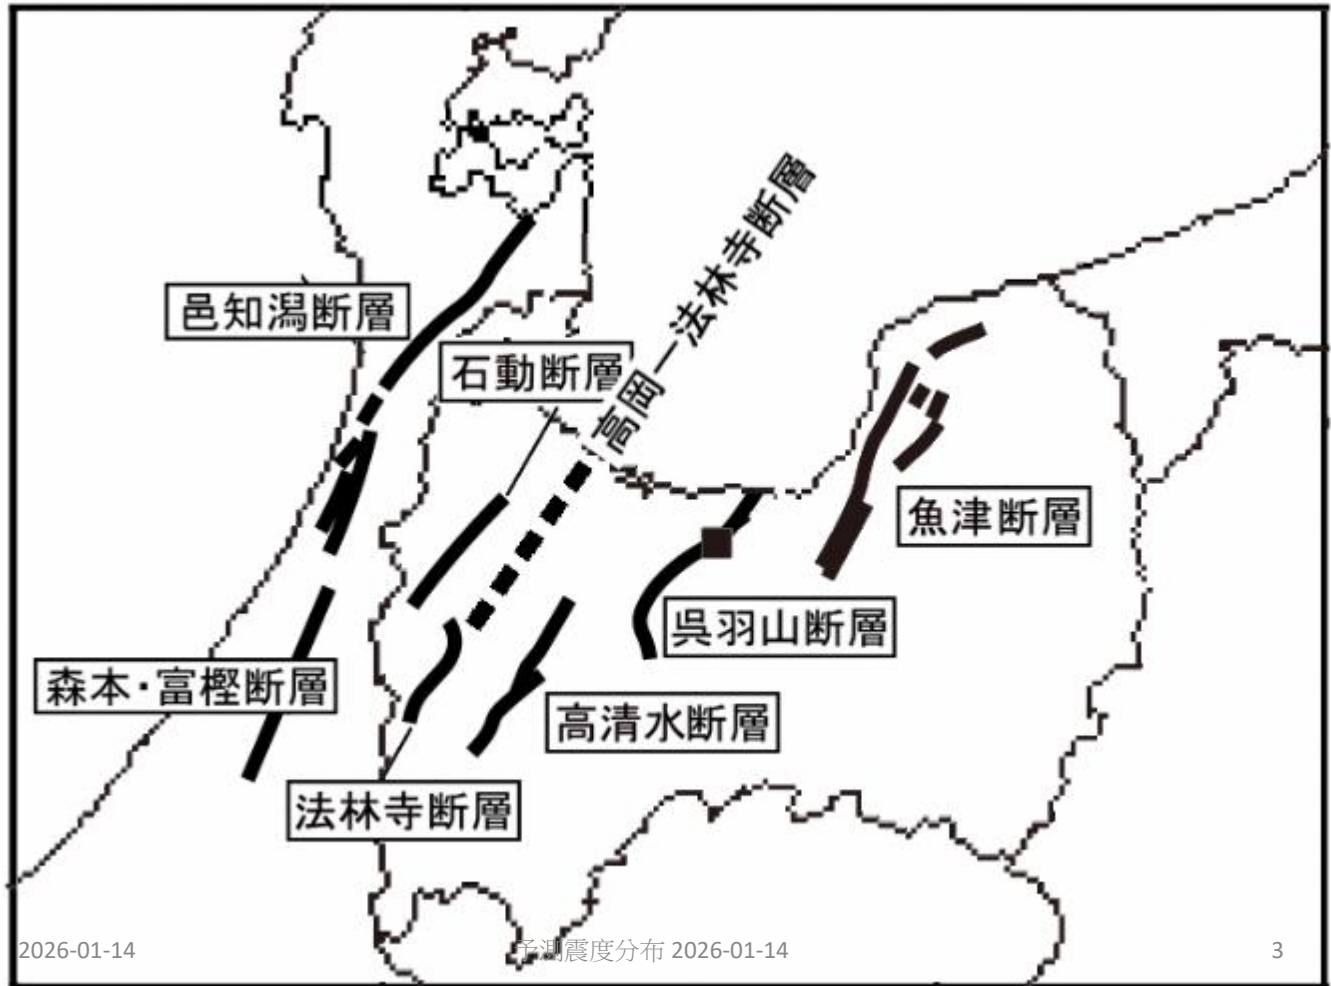 高岡－法林寺断層
邑知潟断層
石動断層
魚津断層
呉羽山断層
森本・富樫断層
高清水断層
法林寺断層
2026-01-14
予測震度分布 2026-01-14
3